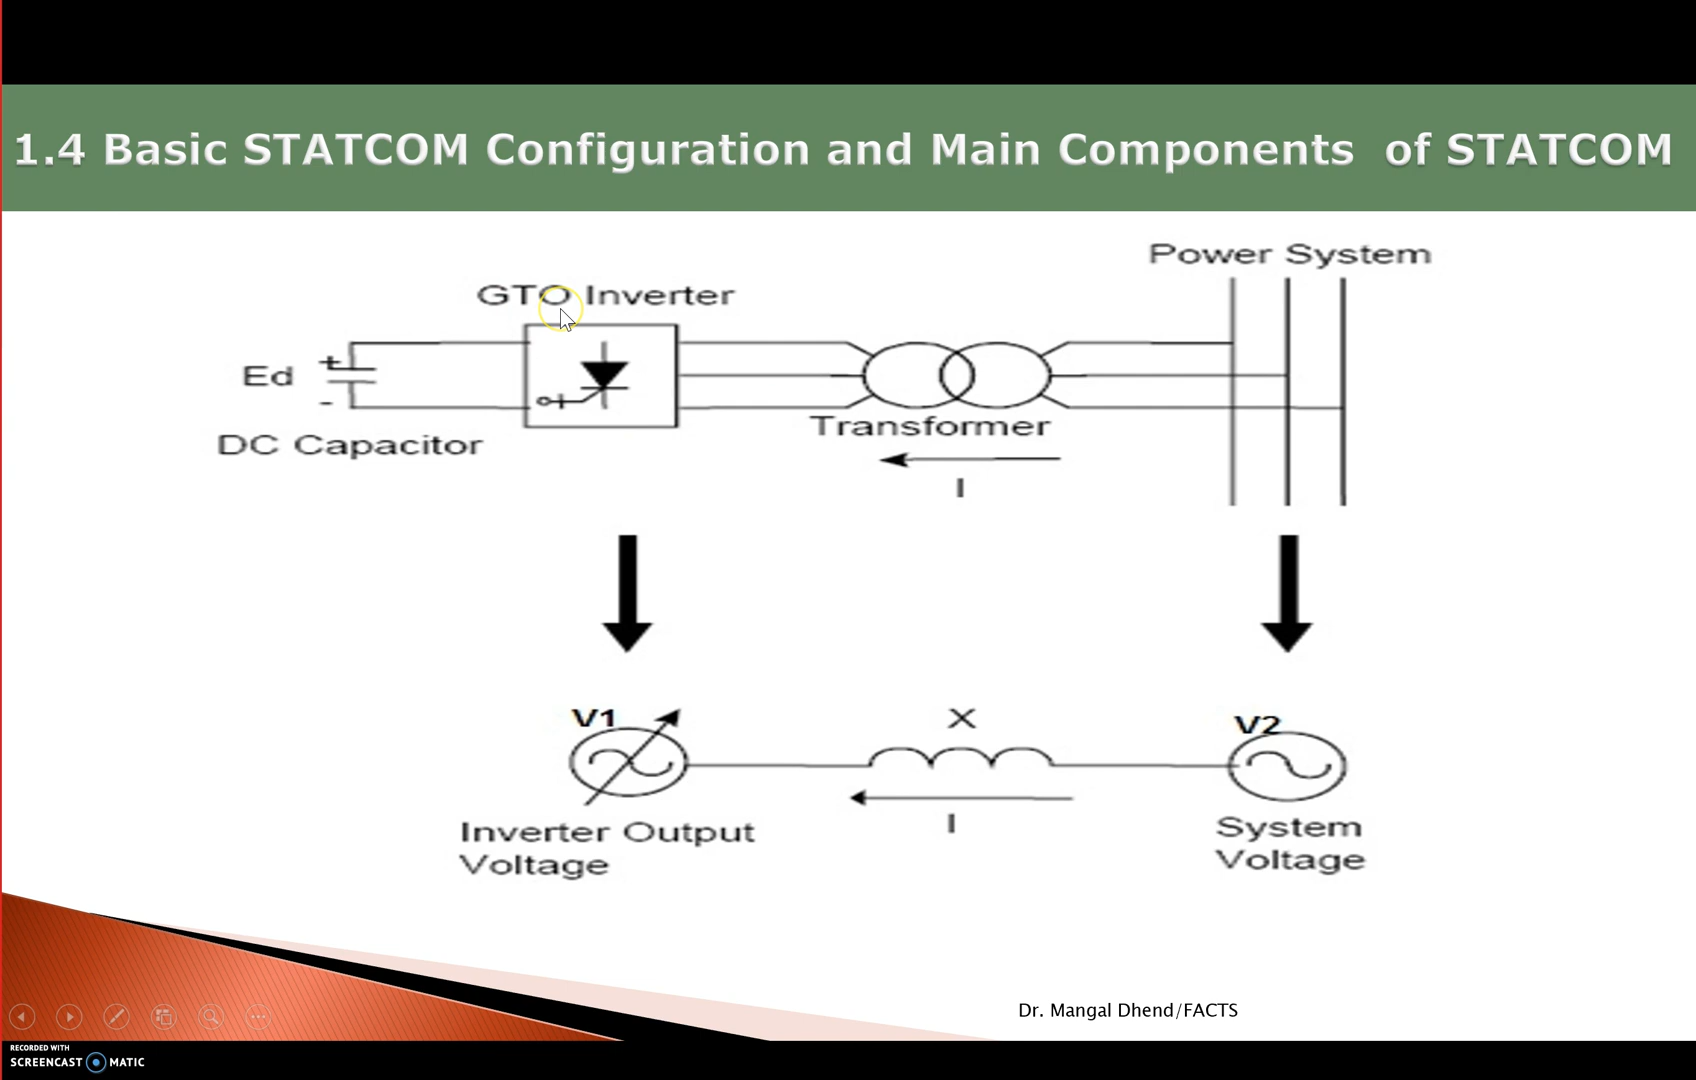 1.4 Basic STATCOM Configuration and Main Components of STATCOM
Power System
GTO Inverter
Ed
+
-
DC Capacitor
Transformer
I
V1
X
V2
I
Inverter Output
Voltage
System
Voltage
Dr. Mangal Dhend/FACTS
RECORDED WITH
SCREENCAST MATIC